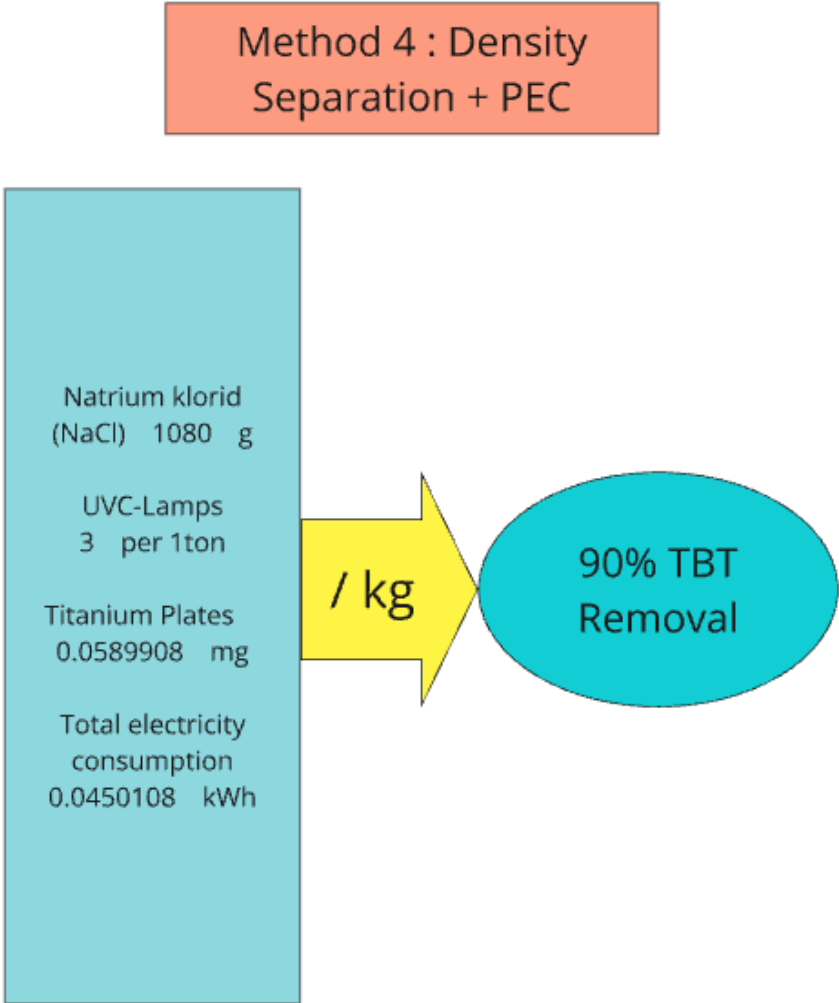 Method 4 : Density
Separation + PEC
Natrium klorid
(NaCl) 1080 g
UVC-Lamps
3 per 1ton
Titanium Plates
0.0589908 mg
Total electricity
consumption
0.0450108 kWh
/ kg
90% TBT
Removal